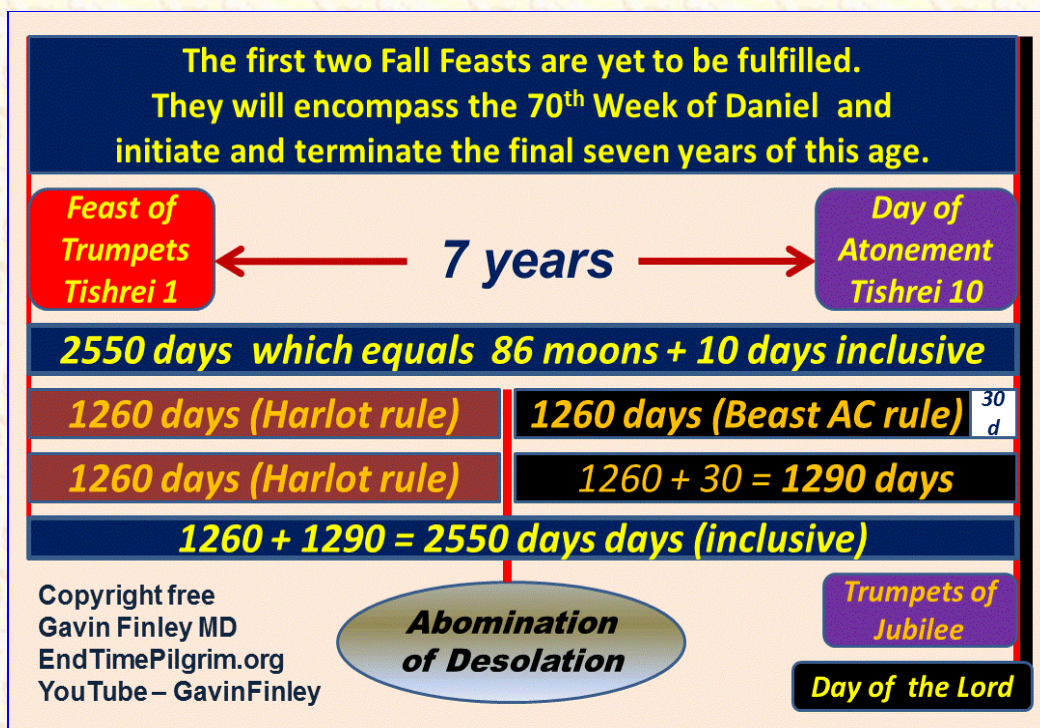 The first two Fall Feasts are yet to be fulfilled.
They will encompass the 70th Week of Daniel and
initiate and terminate the final seven years of this age.
Feast of
Trumpets
Tishrei 1
7 years
Day of
Atonement
Tishrei 10
2550 days which equals 86 moons + 10 days inclusive
1260 days (Harlot rule)
1260 days (Beast AC rule)
30
d
1260 days (Harlot rule)
1260 + 30 = 1290 days
1260 + 1290 = 2550 days days (inclusive)
Copyright free
Gavin Finley MD
EndTimePilgrim.org
YouTube – GavinFinley
Abomination
of Desolation
Trumpets of
Jubilee
Day of the Lord